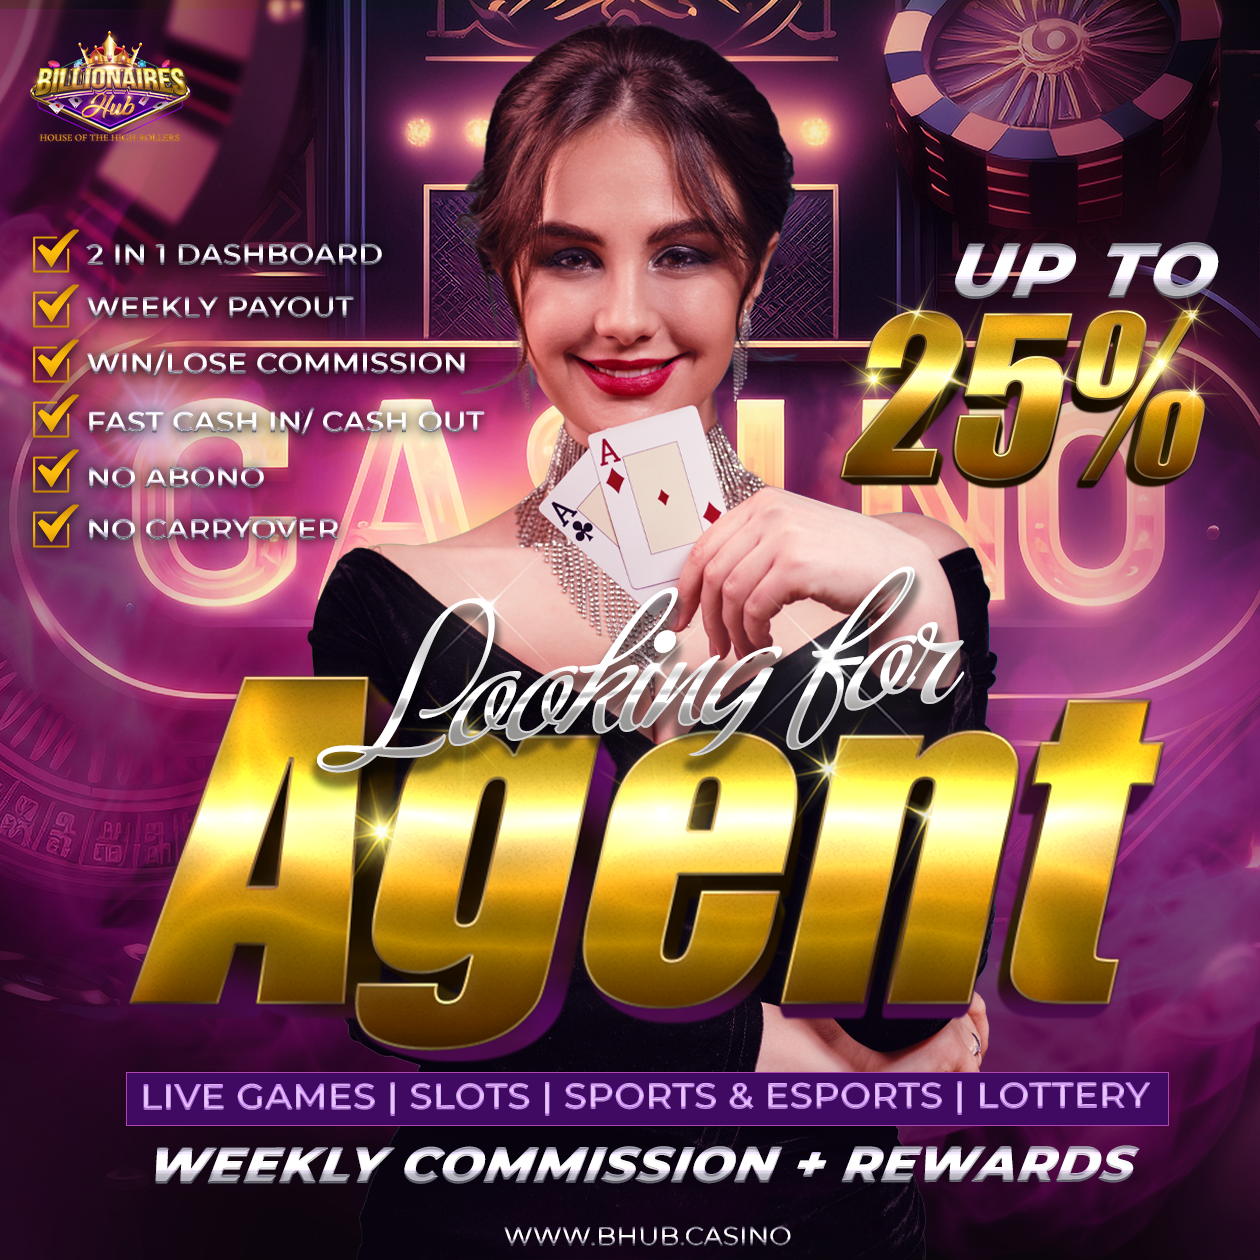 BILLIONAIRES
Hub
HOUSE OF THE HIGH ROLLERS
2 IN 1 DASHBOARD
WEEKLY PAYOUT
WIN/LOSE COMMISSION
FAST CASH IN/ CASH OUT
NO ABONO
NO CARRYOVER
UP TO
25%
CASINO
A
A
Looking for
Agent
LIVE GAMES | SLOTS | SPORTS & ESPORTS | LOTTERY
WEEKLY COMMISSION + REWARDS
WWW.BHUB.CASINO